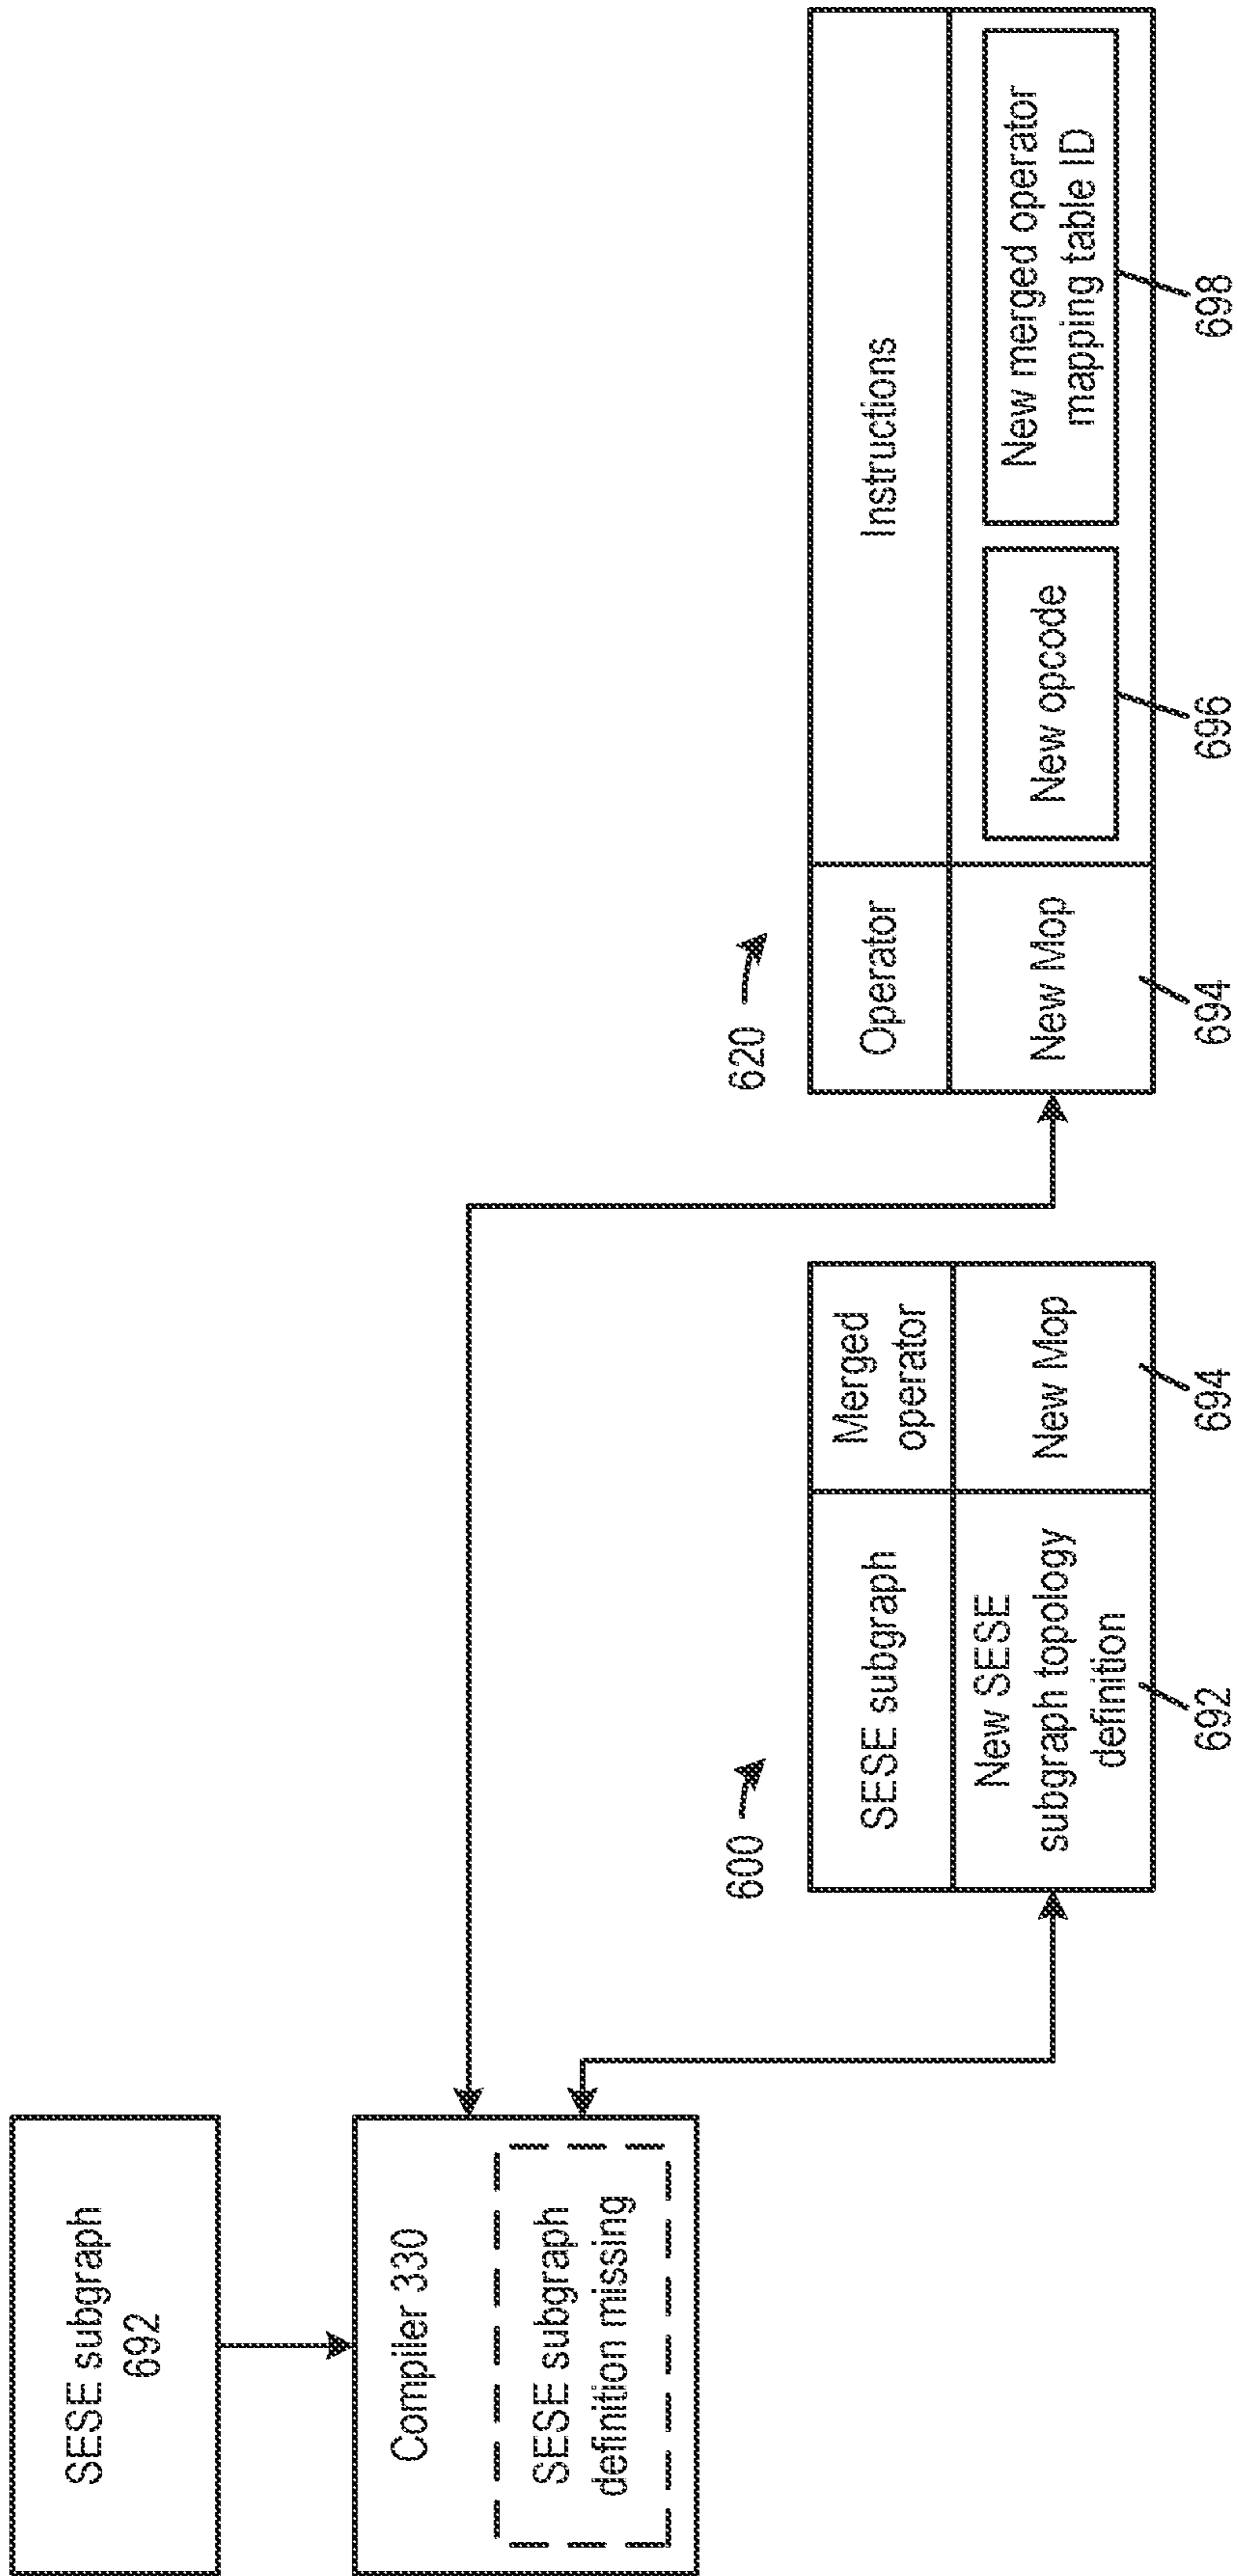 SESE subgraph
692
Compiler 330
SESE subgraph
definition missing
600
SESE subgraph
Merged
operator
New SESE
subgraph topology
definition
New Mop
692
694
620
Operator
Instructions
New Mop
New opcode
New merged operator
mapping table ID
694
696
698